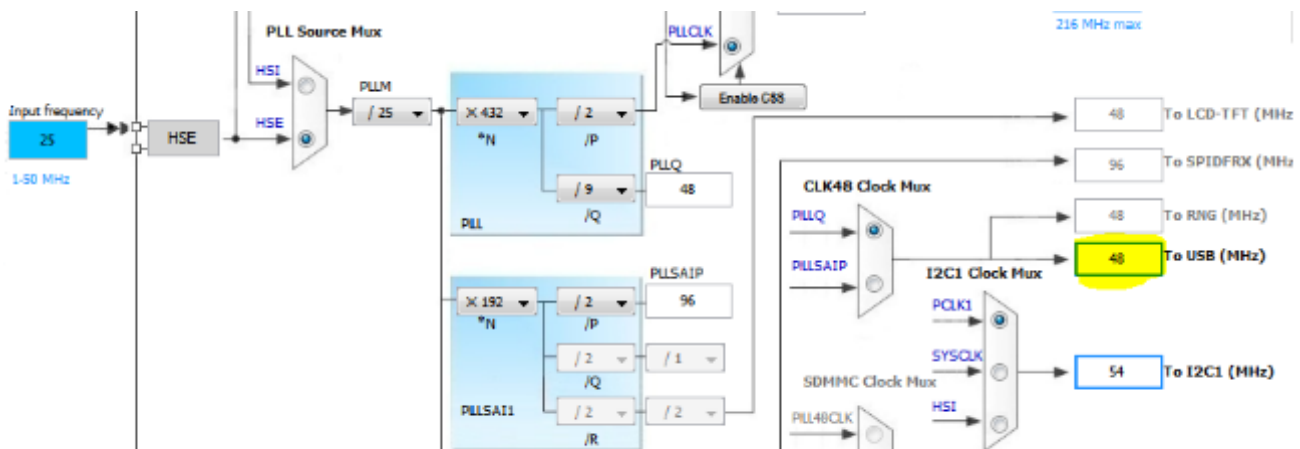 216 MHz max
PLL Source Mux
PLLCLK
HSI
PLLM
Input frequency
/ 25
X 432
/ 2
Enable CSS
25
HSE
HSE
*N
/P
48
To LCD-TFT (MHz
1-50 MHz
PLLQ
96
To SPIDFRX (MHz
/ 9
48
CLK48 Clock Mux
PLL
/Q
PLLQ
48
To RNG (MHz)
48
To USB (MHz)
PLLSAIP
PLLSAIP
I2C1 Clock Mux
X 192
/ 2
96
*N
/P
PCLK1
/ 2
/ 1
SYSCLK
/Q
SDMMC Clock Mux
54
To I2C1 (MHz)
PLLSAI1
/ 2
/ 2
HSI
PLL48CLK
/R